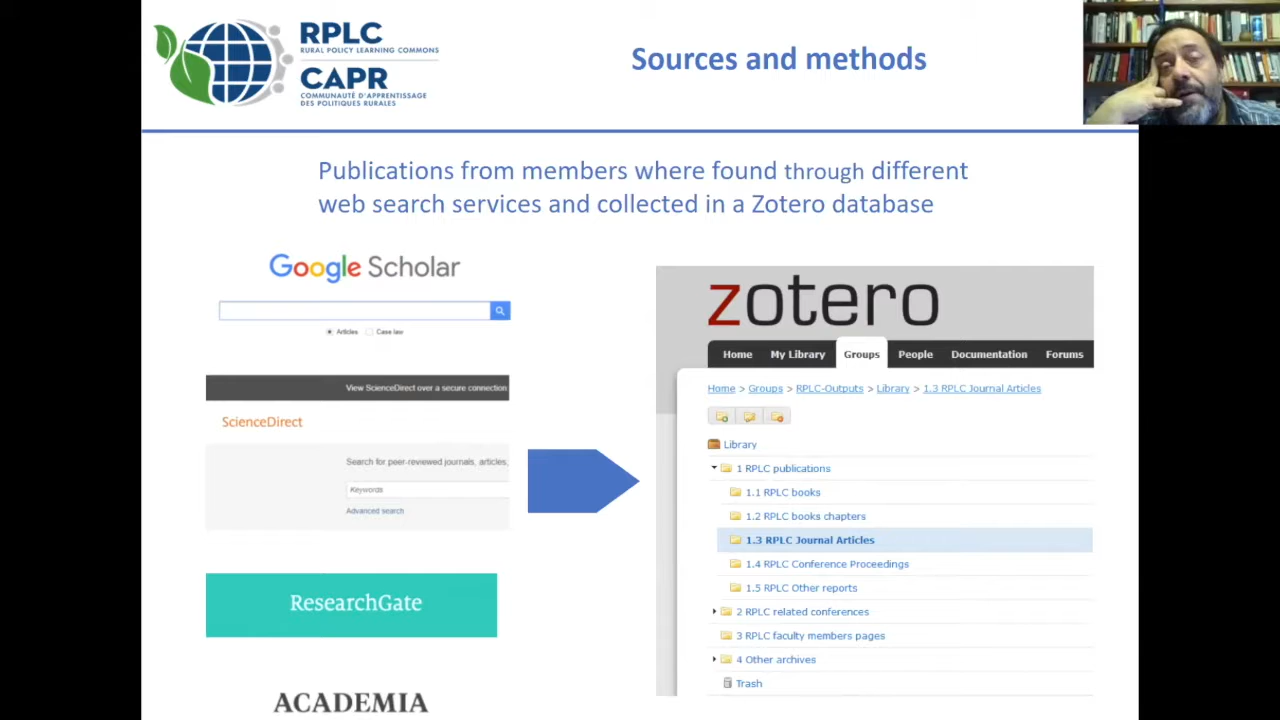 RPLC
RURAL POLICY LEARNING COMMONS
CAPR
COMMUNAUTÉ D'APPRENTISSAGE
DES POLITIQUES RURALES
Sources and methods
Publications from members where found through different
web search services and collected in a Zotero database
Google Scholar
Articles Case law
View ScienceDirect over a secure connection
ScienceDirect
Search for peer-reviewed journals, articles,
Keywords
Advanced search
ResearchGate
ACADEMIA
zotero
Home My Library Groups People Documentation Forums
Home > Groups > RPLC-Outputs > Library > 1.3 RPLC Journal Articles
Library
1 RPLC publications
1.1 RPLC books
1.2 RPLC books chapters
1.3 RPLC Journal Articles
1.4 RPLC Conference Proceedings
1.5 RPLC Other reports
2 RPLC related conferences
3 RPLC faculty members pages
4 Other archives
Trash